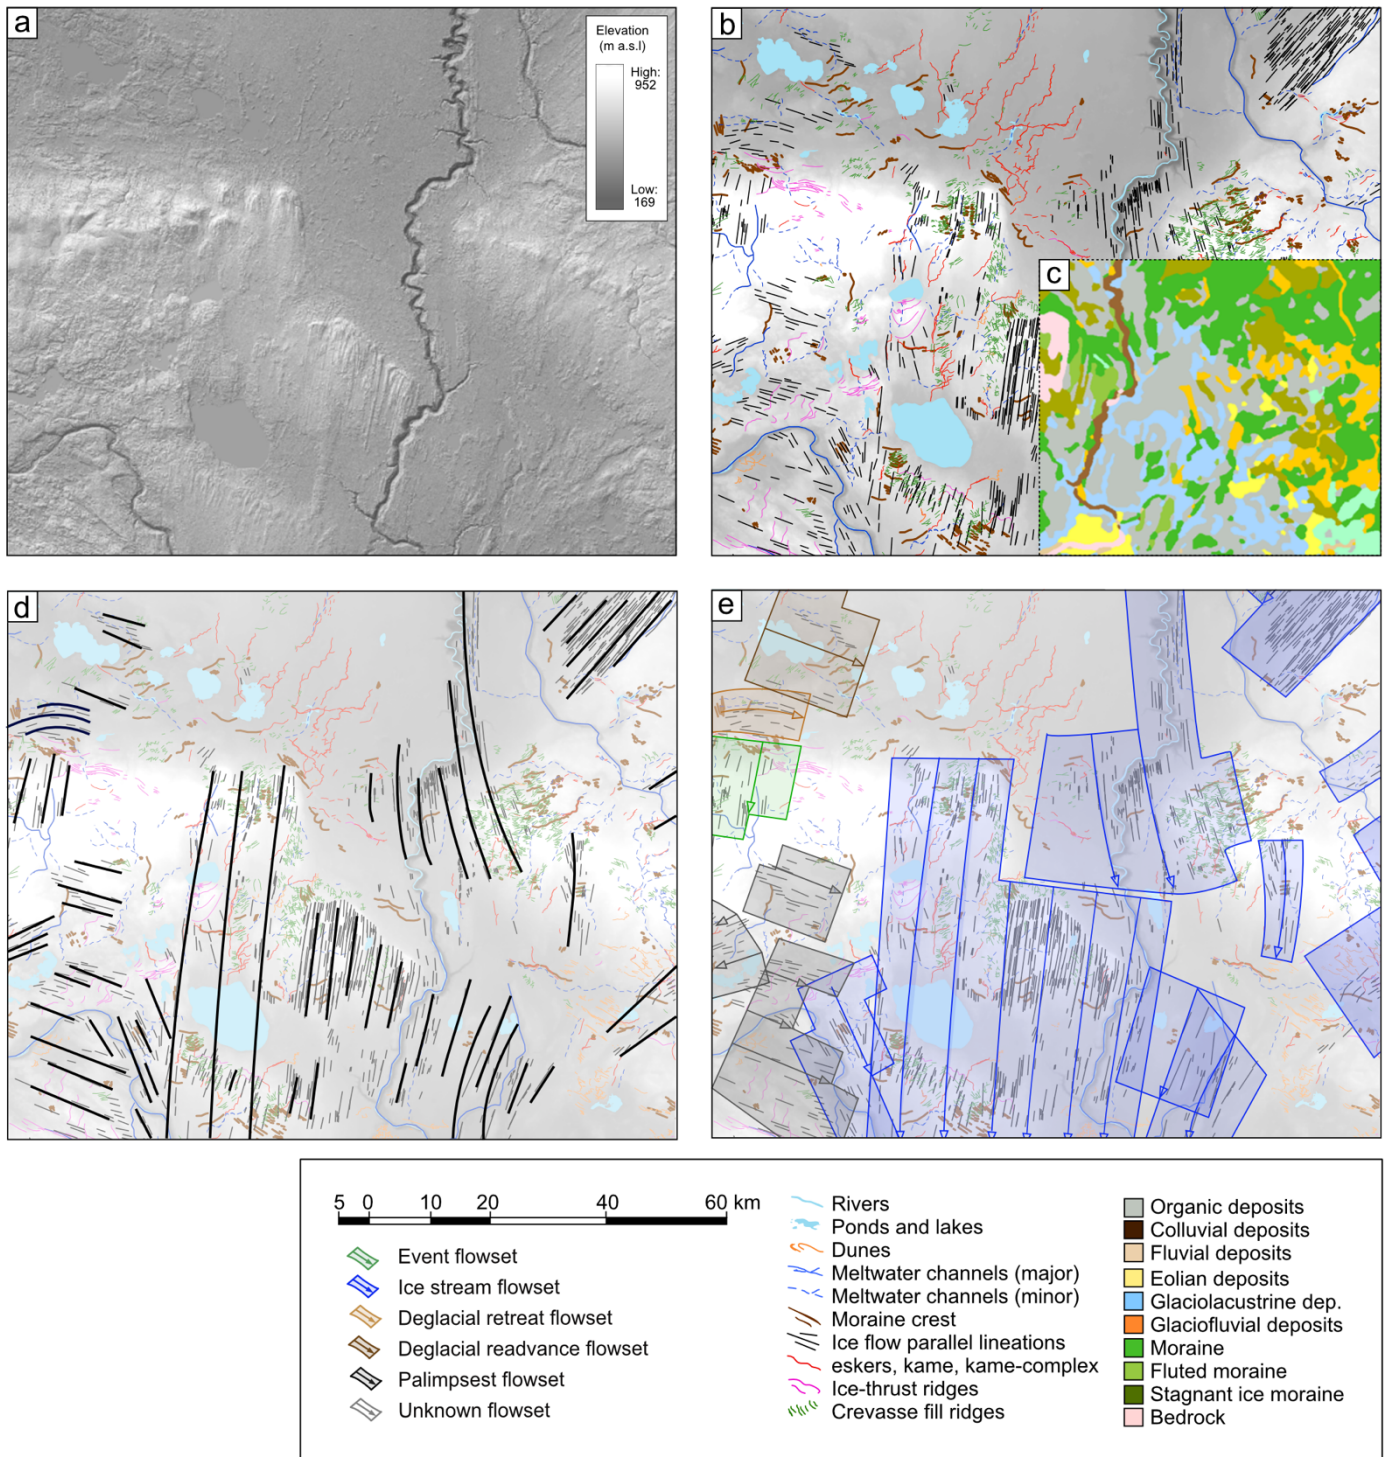 a
Elevation
(m a.s.l)
High:
952
Low:
169
b
c
d
e
5 0 10 20 40 60 km
Event flowset
Ice stream flowset
Deglacial retreat flowset
Deglacial readvance flowset
Palimpsest flowset
Unknown flowset
Rivers
Ponds and lakes
Dunes
Meltwater channels (major)
Meltwater channels (minor)
Moraine crest
Ice flow parallel lineations
eskers, kame, kame-complex
Ice-thrust ridges
Crevasse fill ridges
Organic deposits
Colluvial deposits
Fluvial deposits
Eolian deposits
Glaciolacustrine dep.
Glaciofluvial deposits
Moraine
Fluted moraine
Stagnant ice moraine
Bedrock